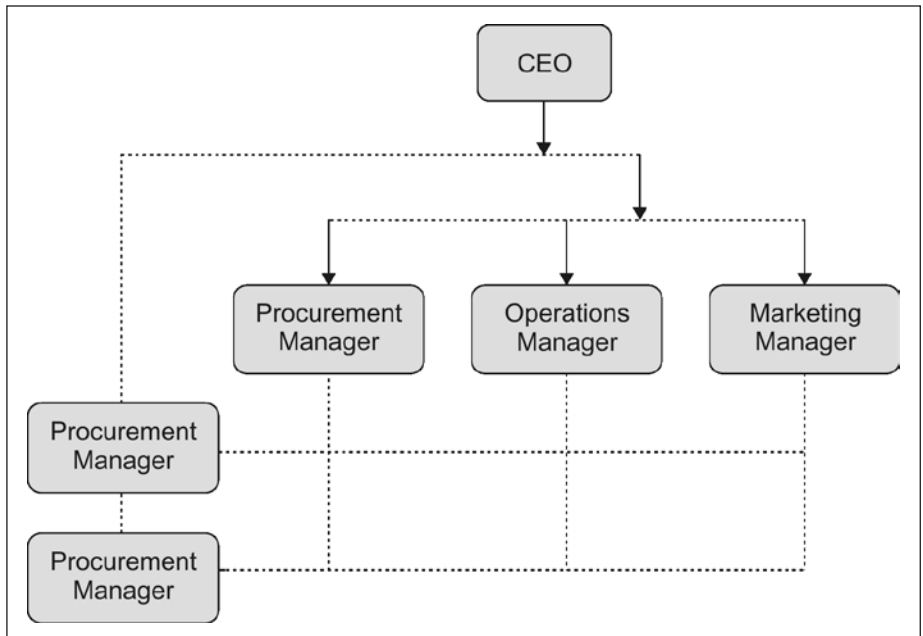 CEO
Procurement
Manager
Operations
Manager
Marketing
Manager
Procurement
Manager
Procurement
Manager